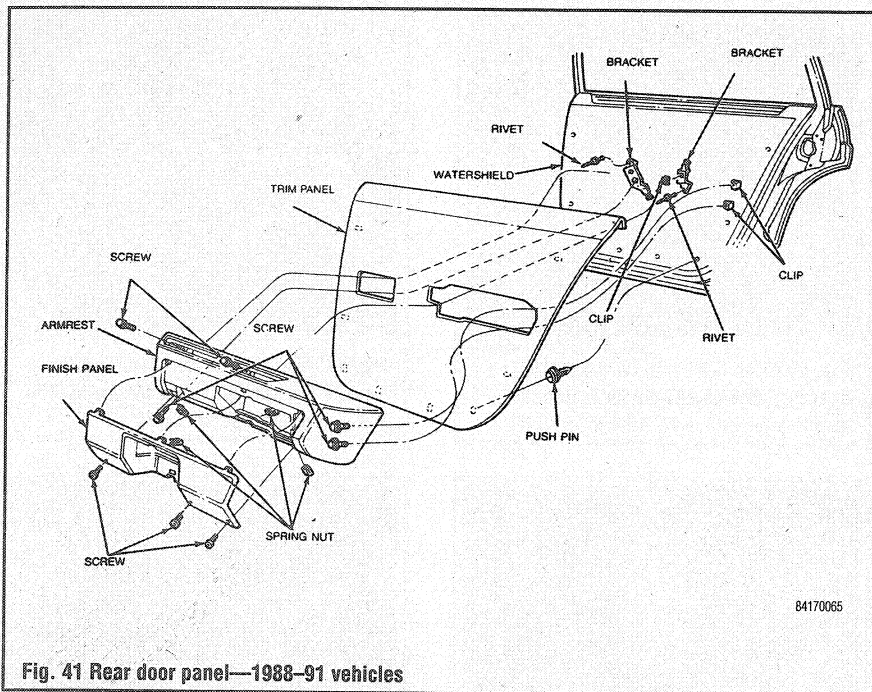 BRACKET
BRACKET
RIVET
WATERSHIELD
TRIM PANEL
SCREW
CLIP
ARMREST
SCREW
CLIP
RIVET
FINISH PANEL
PUSH PIN
SPRING NUT
SCREW
84170065
Fig. 41 Rear door panel—1988–91 vehicles